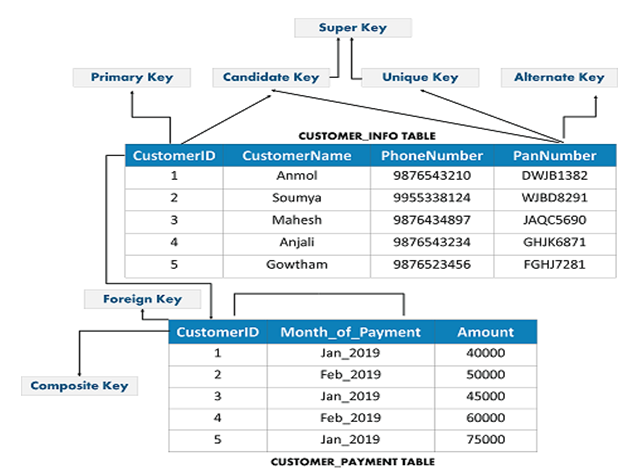 Super Key
Primary Key Candidate Key Unique Key Alternate Key
CUSTOMER_INFO TABLE
CustomerID CustomerName PhoneNumber PanNumber
1 Anmol 9876543210 DWJB1382
2 Soumya 9955338124 WJBD8291
3 Mahesh 9876434897 JAQC5690
4 Anjali 9876543234 GHJK6871
5 Gowtham 9876523456 FGHJ7281
Foreign Key
CustomerID Month_of_Payment Amount
1 Jan_2019 40000
2 Feb_2019 50000
Composite Key
3 Jan_2019 45000
4 Feb_2019 60000
5 Jan_2019 75000
CUSTOMER_PAYMENT TABLE